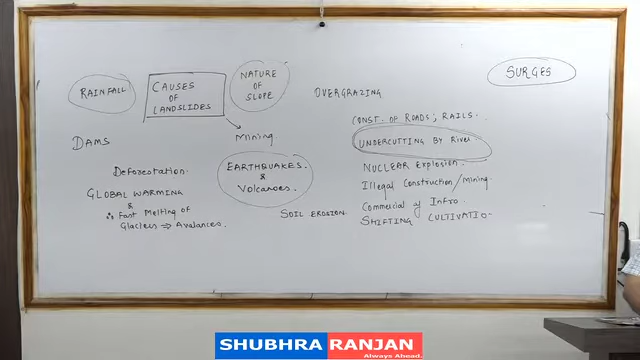 SURGES
RAINFALL
CAUSES
OF
LANDSLIDES
NATURE
OF
SLOPE
OVERGRAZING
CONST. OF ROADS, RAILS.
DAMS
Mining
UNDERCUTTING BY River
NUCLEAR Explosion.
Deforestation.
EARTHQUAKES.
&
Volcanoes.
Illegal Construction/Mining.
GLOBAL WARMING
&
∴ Fast Melting of
Glaciers ⇒ Avalances.
SOIL EROSION
Commercial of Infro.
SHIFTING CULTIVATIO
SHUBHRA RANJAN
Always Ahead.